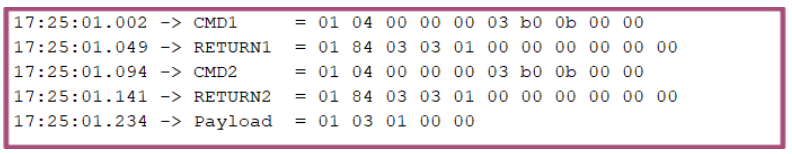 17:25:01.002 -> CMD1     = 01 04 00 00 00 03 b0 0b 00 00
17:25:01.049 -> RETURN1  = 01 84 03 03 01 00 00 00 00 00 00
17:25:01.094 -> CMD2     = 01 04 00 00 00 03 b0 0b 00 00
17:25:01.141 -> RETURN2  = 01 84 03 03 01 00 00 00 00 00 00
17:25:01.234 -> Payload  = 01 03 01 00 00